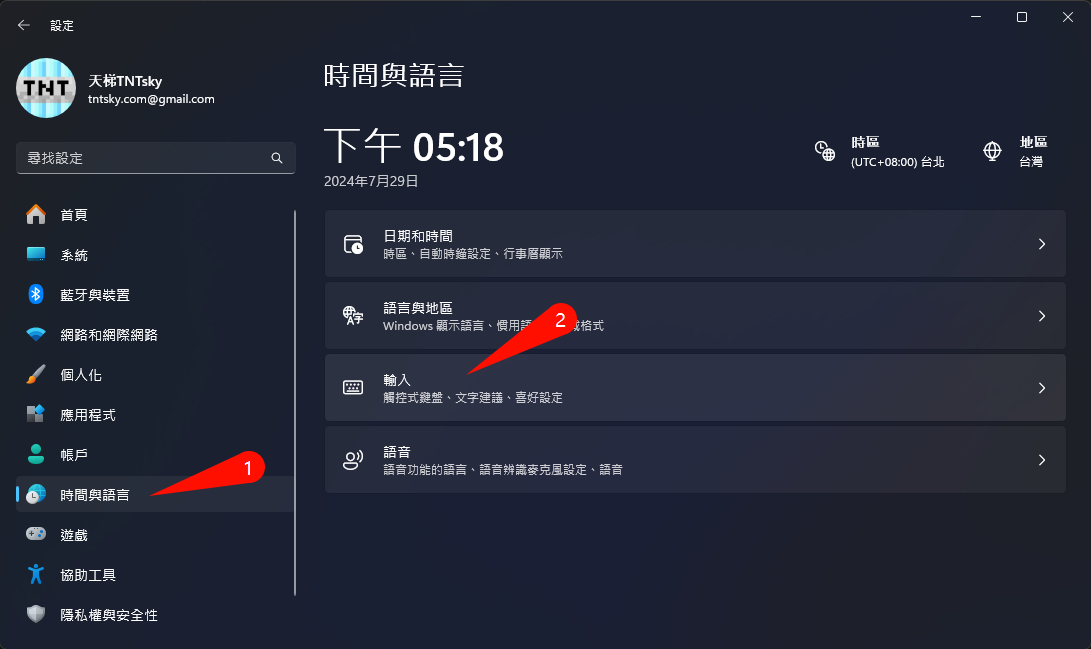 設定
天梯TNTsky
tntsky.com@gmail.com
TNT
尋找設定
首頁
系統
藍牙與裝置
網路和網際網路
個人化
應用程式
帳戶
時間與語言
遊戲
協助工具
隱私權與安全性
1
時間與語言
下午 05:18
2024年7月29日
時區
(UTC+08:00) 台北
地區
台灣
日期和時間
時區、自動時鐘設定、行事曆顯示
語言與地區
Windows 顯示語言、慣用語 格式
2
輸入
觸控式鍵盤、文字建議、喜好設定
語音
語音功能的語言、語音辨識麥克風設定、語音